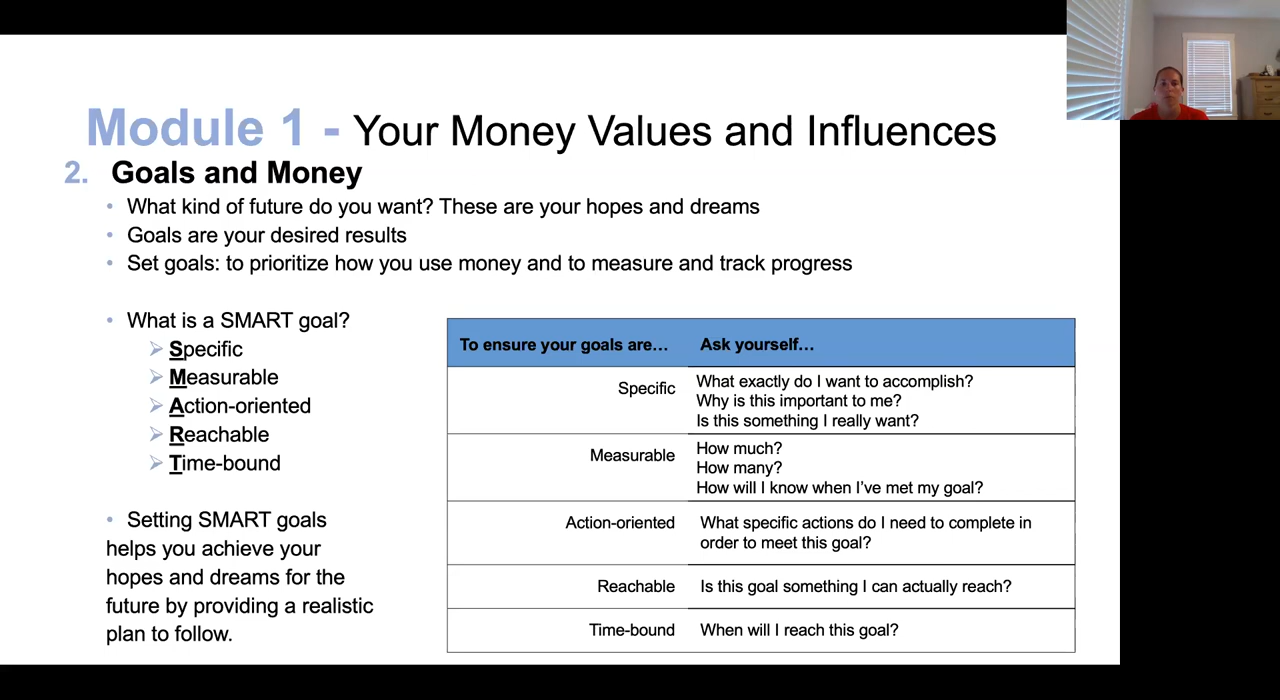 Module 1 - Your Money Values and Influences
2. Goals and Money
• What kind of future do you want? These are your hopes and dreams
• Goals are your desired results
• Set goals: to prioritize how you use money and to measure and track progress
• What is a SMART goal?
➢ Specific
➢ Measurable
➢ Action-oriented
➢ Reachable
➢ Time-bound
• Setting SMART goals
helps you achieve your
hopes and dreams for the
future by providing a realistic
plan to follow.
To ensure your goals are… Ask yourself…
Specific What exactly do I want to accomplish?
Why is this important to me?
Is this something I really want?
Measurable How much?
How many?
How will I know when I’ve met my goal?
Action-oriented What specific actions do I need to complete in
order to meet this goal?
Reachable Is this goal something I can actually reach?
Time-bound When will I reach this goal?